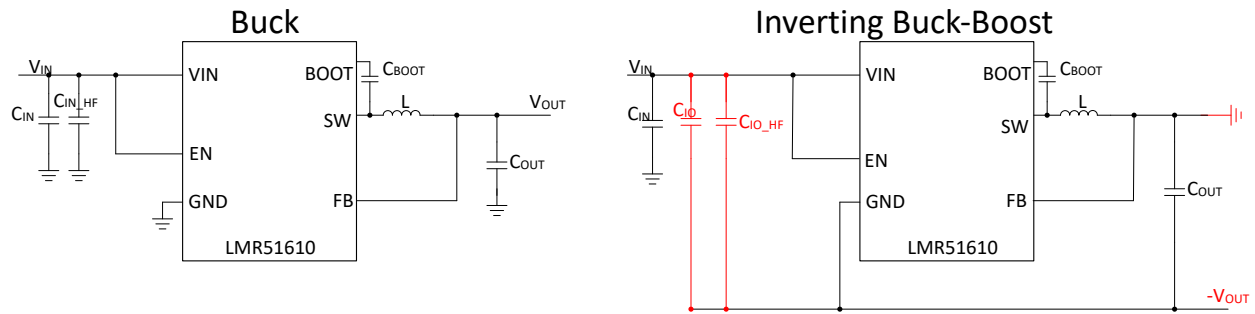 Buck
VIN
CIN
CIN_HF
VIN
BOOT
CBOOT
L
VOUT
SW
EN
COUT
GND
FB
LMR51610
Inverting Buck-Boost
VIN
CIN
CIO
CIO_HF
VIN
BOOT
CBOOT
L
SW
EN
COUT
GND
FB
LMR51610
-VOUT